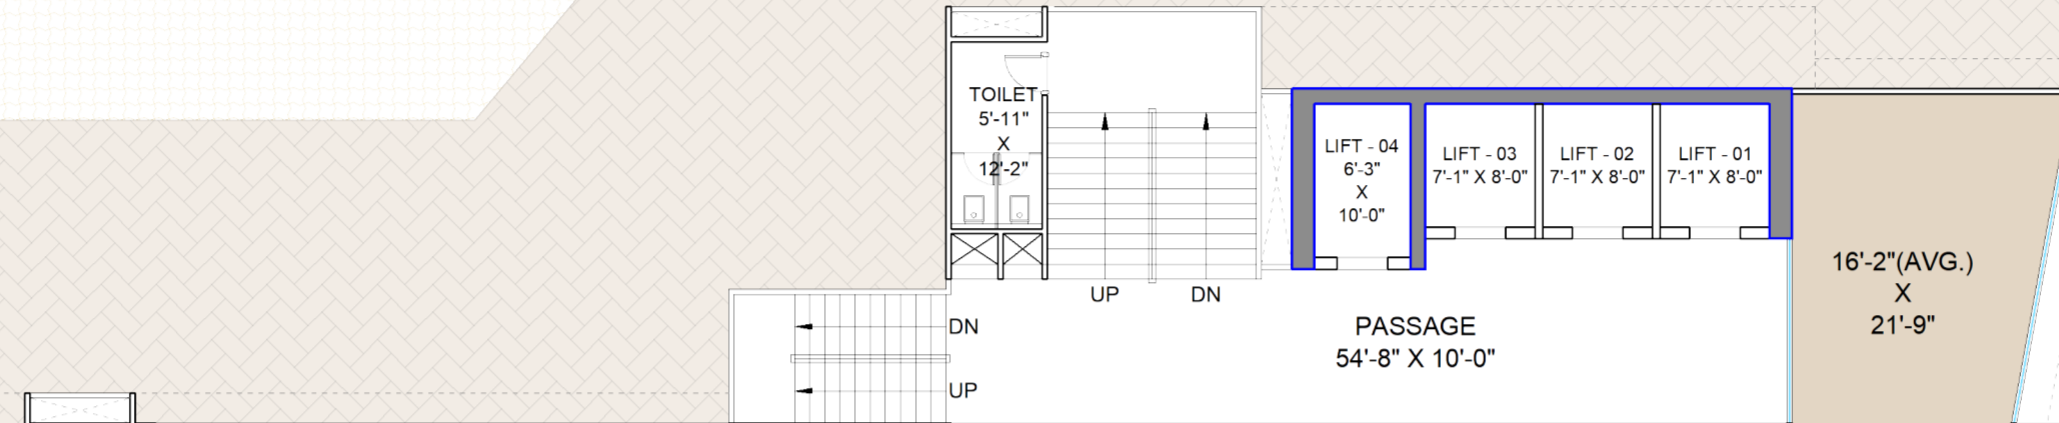 TOILET
5'-11"
X
12'-2"
UP
DN
DN
UP
LIFT - 04
6'-3"
X
10'-0"
LIFT - 03
7'-1" X 8'-0"
LIFT - 02
7'-1" X 8'-0"
LIFT - 01
7'-1" X 8'-0"
PASSAGE
54'-8" X 10'-0"
16'-2"(AVG.)
X
21'-9"